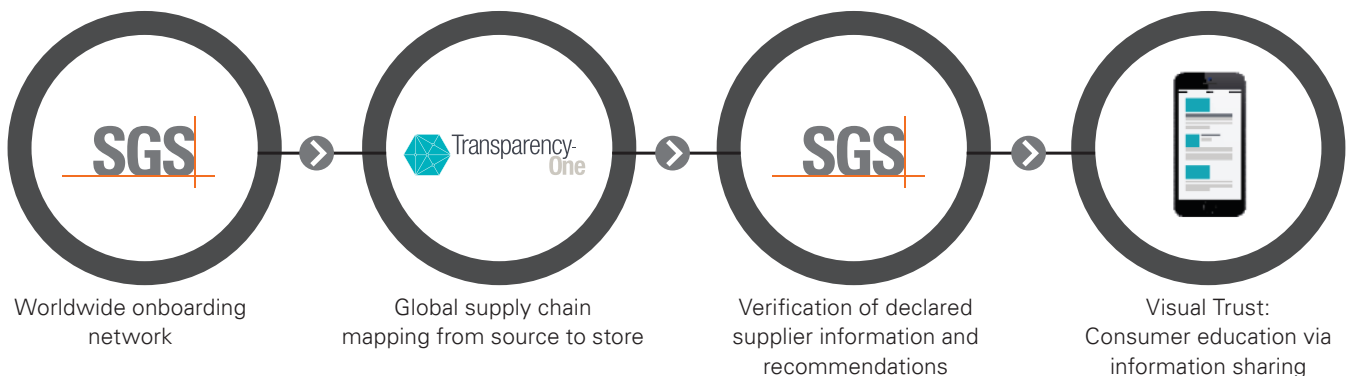 SGS
Transparency-
One
SGS
Worldwide onboarding
network
Global supply chain
mapping from source to store
Verification of declared
supplier information and
recommendations
Visual Trust:
Consumer education via
information sharing